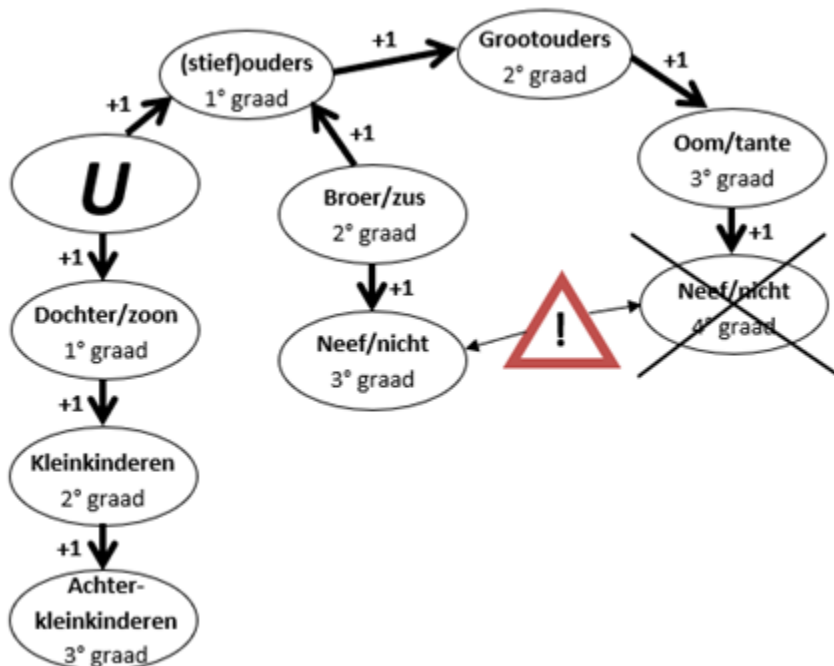 (stief)ouders
1° graad
+1
Grootouders
2° graad
+1
+1
U
+1
Broer/zus
2° graad
Oom/tante
3° graad
+1
+1
+1
Dochter/zoon
1° graad
Neef/nicht
3° graad
!
Neef/nicht
4° graad
+1
Kleinkinderen
2° graad
+1
Achter-
kleinkinderen
3° graad